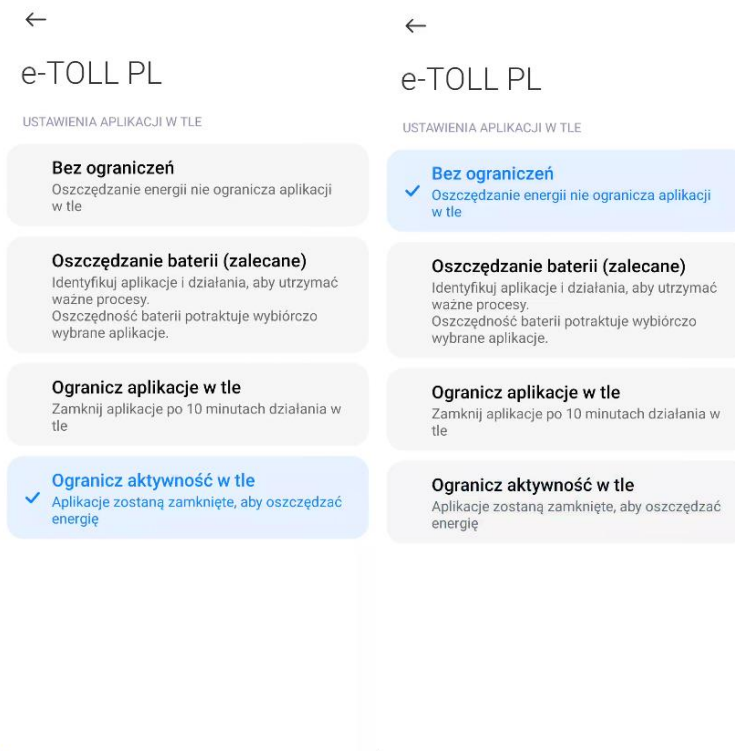 e-TOLL PL
USTAWIENIA APLIKACJI W TLE
Bez ograniczeń
Oszczędzanie energii nie ogranicza aplikacji
w tle
Oszczędzanie baterii (zalecane)
Identyfikuj aplikacje i działania, aby utrzymać
ważne procesy.
Oszczędność baterii potraktuje wybiórczo
wybrane aplikacje.
Ogranicz aplikacje w tle
Zamknij aplikacje po 10 minutach działania w
tle
Ogranicz aktywność w tle
Aplikacje zostaną zamknięte, aby oszczędzać
energię
e-TOLL PL
USTAWIENIA APLIKACJI W TLE
Bez ograniczeń
Oszczędzanie energii nie ogranicza aplikacji
w tle
Oszczędzanie baterii (zalecane)
Identyfikuj aplikacje i działania, aby utrzymać
ważne procesy.
Oszczędność baterii potraktuje wybiórczo
wybrane aplikacje.
Ogranicz aplikacje w tle
Zamknij aplikacje po 10 minutach działania w
tle
Ogranicz aktywność w tle
Aplikacje zostaną zamknięte, aby oszczędzać
energię